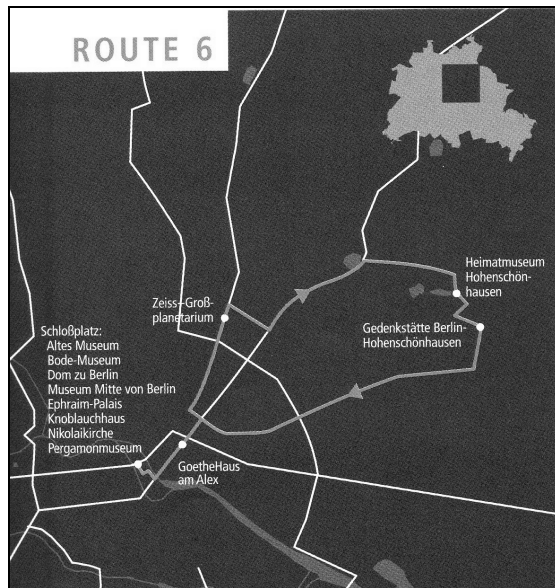 ROUTE 6
Heimatmuseum
Hohenschön-
hausen
Zeiss-Groß-
planetarium
Gedenkstätte Berlin-
Hohenschönhausen
Schloßplatz:
Altes Museum
Bode-Museum
Dom zu Berlin
Museum Mitte von Berlin
Ephraim-Palais
Knoblauchhaus
Nikolaikirche
Pergamonmuseum
GoetheHaus
am Alex